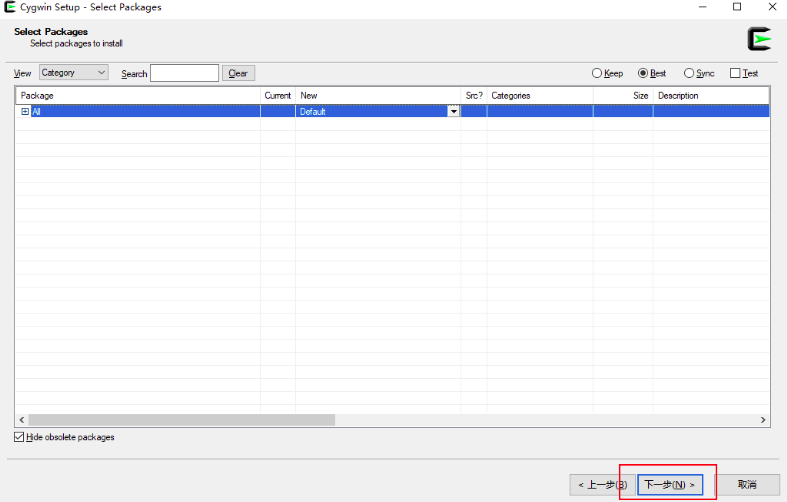 Cygwin Setup - Select Packages
Select Packages
Select packages to install
View Category Search Clear Keep Best Sync Test
Package Current New Src? Categories Size Description
All Default
Hide obsolete packages
< 上一步(B) 下一步(N) > 取消